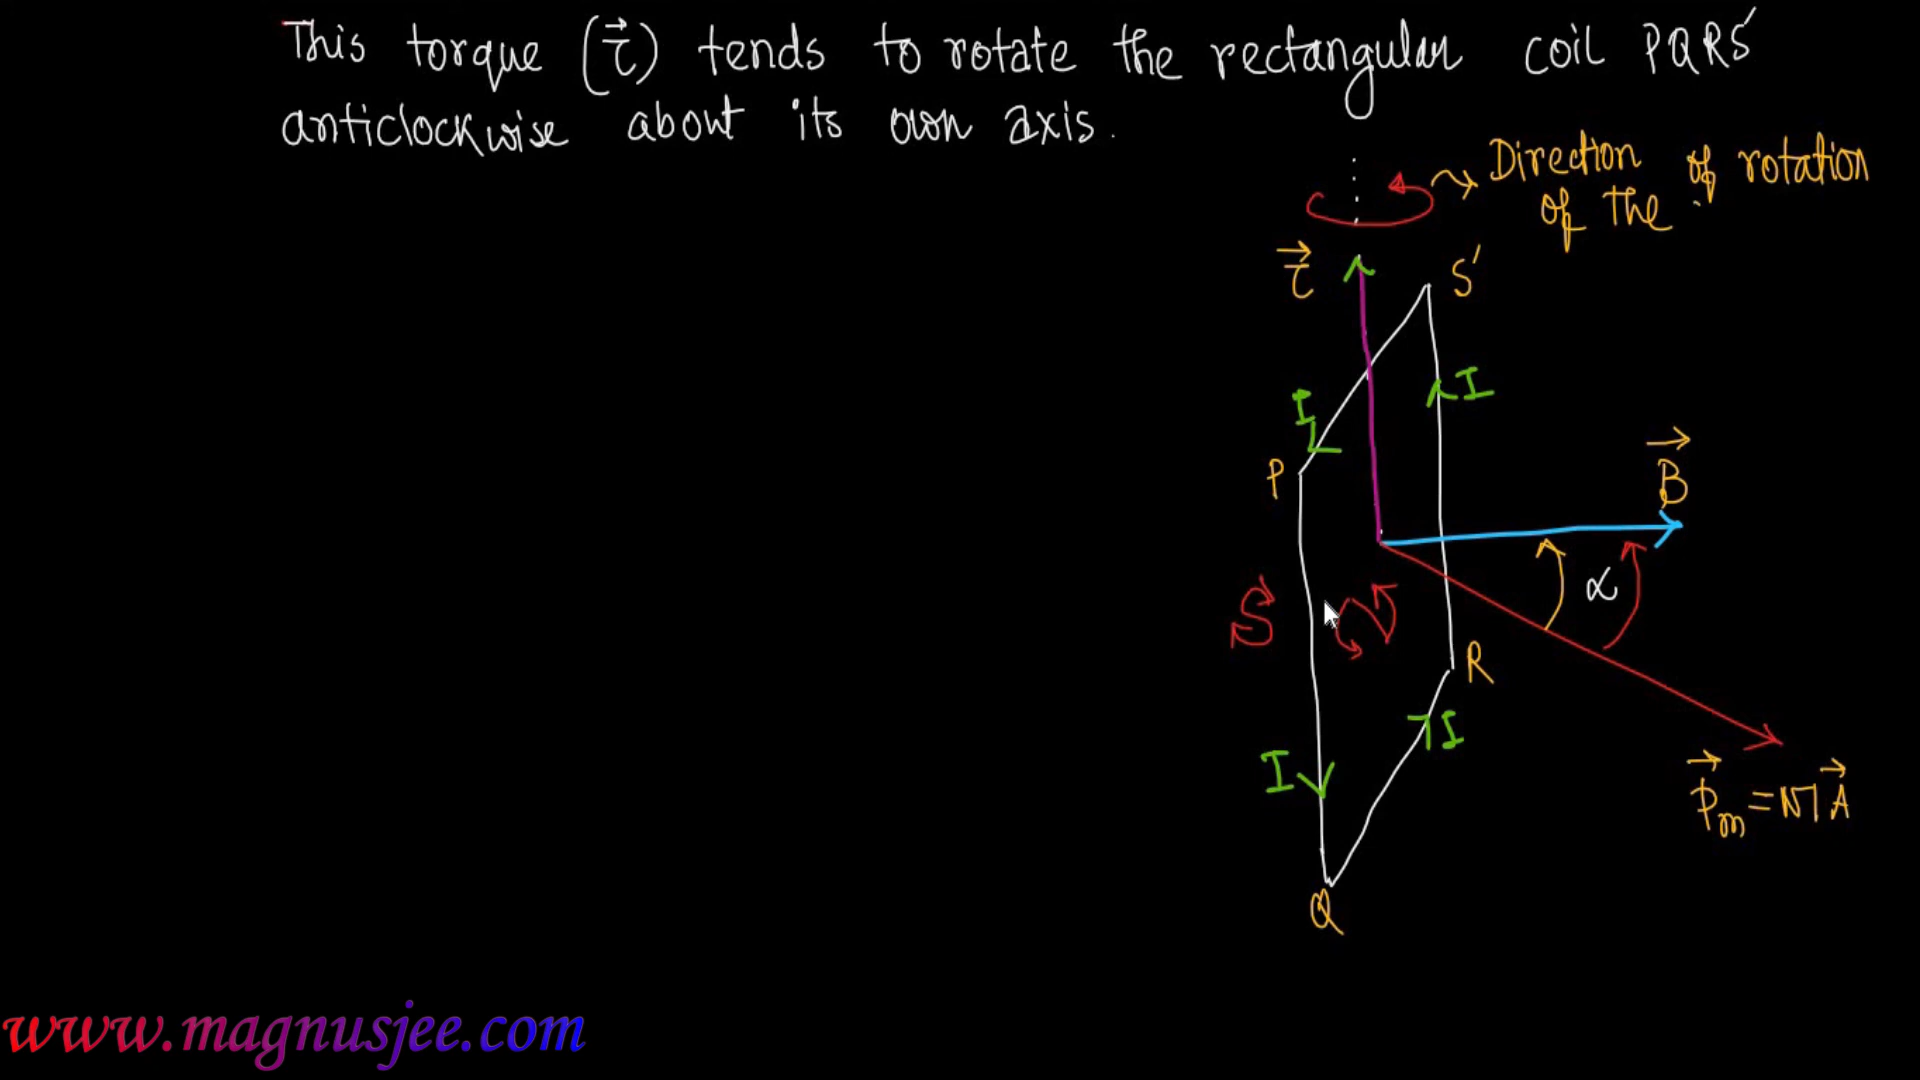 This torque (τ⃗) tends to rotate the rectangular coil PQRS'
anticlockwise about its own axis.
Direction of rotation
of the
τ⃗
S'
I
I
P
B⃗
α
S
N
R
I
I
p⃗m = NIA⃗
Q
www.magnusjee.com